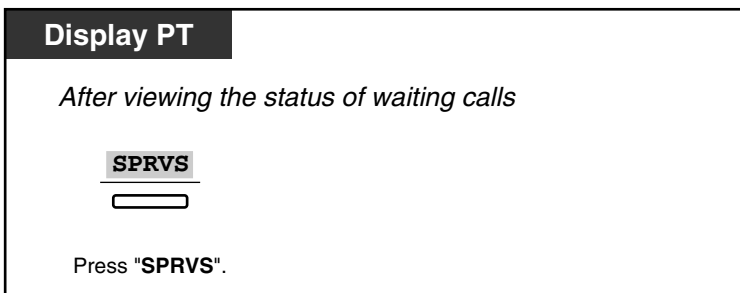 Display PT
After viewing the status of waiting calls
SPRVS
Press "SPRVS".